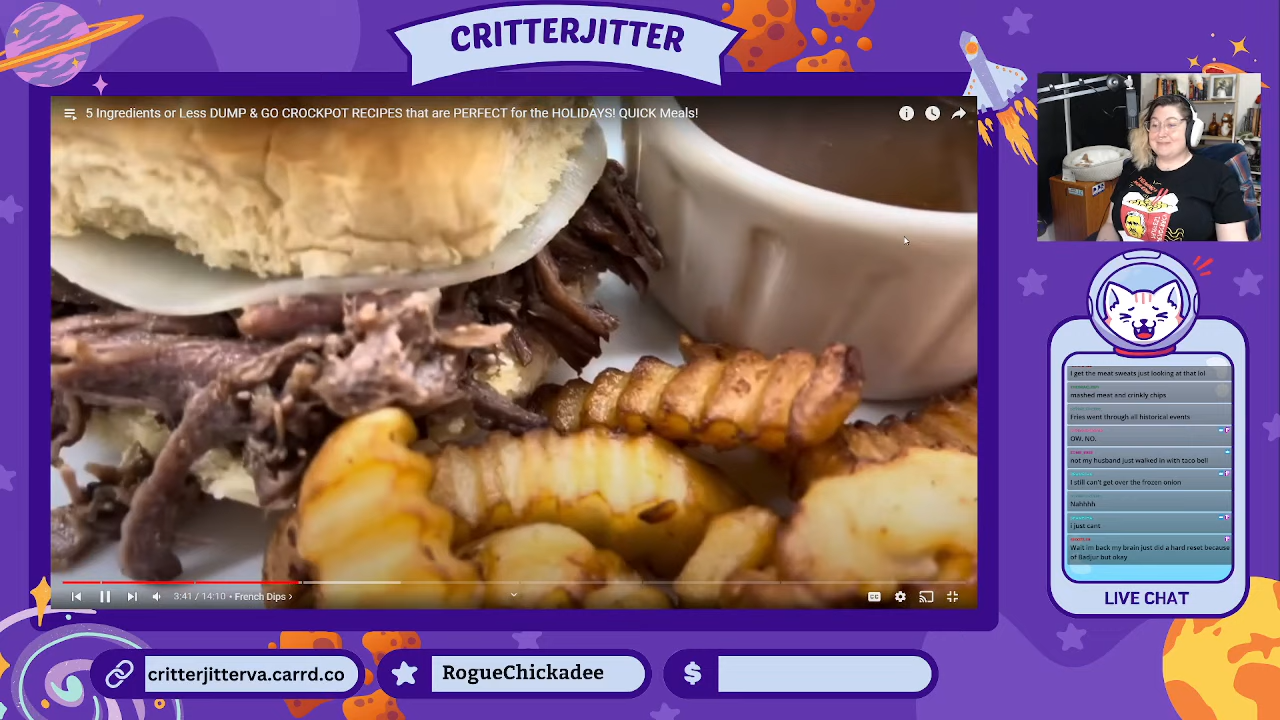 CRITTERJITTER
5 Ingredients or Less DUMP & GO CROCKPOT RECIPES that are PERFECT for the HOLIDAYS! QUICK Meals!
3:41 / 14:10 • French Dips ›
CC
I get the meat sweats just looking at that lol
mashed meat and crinkly chips
Fries went through all historical events
OW. NO.
not my husband just walked in with taco bell
I still can't get over the frozen onion
Nahhhh
i just cant
Wait im back my brain just did a hard reset because
of Badjur but okay
LIVE CHAT
critterjitterva.carrd.co
RogueChickadee
$